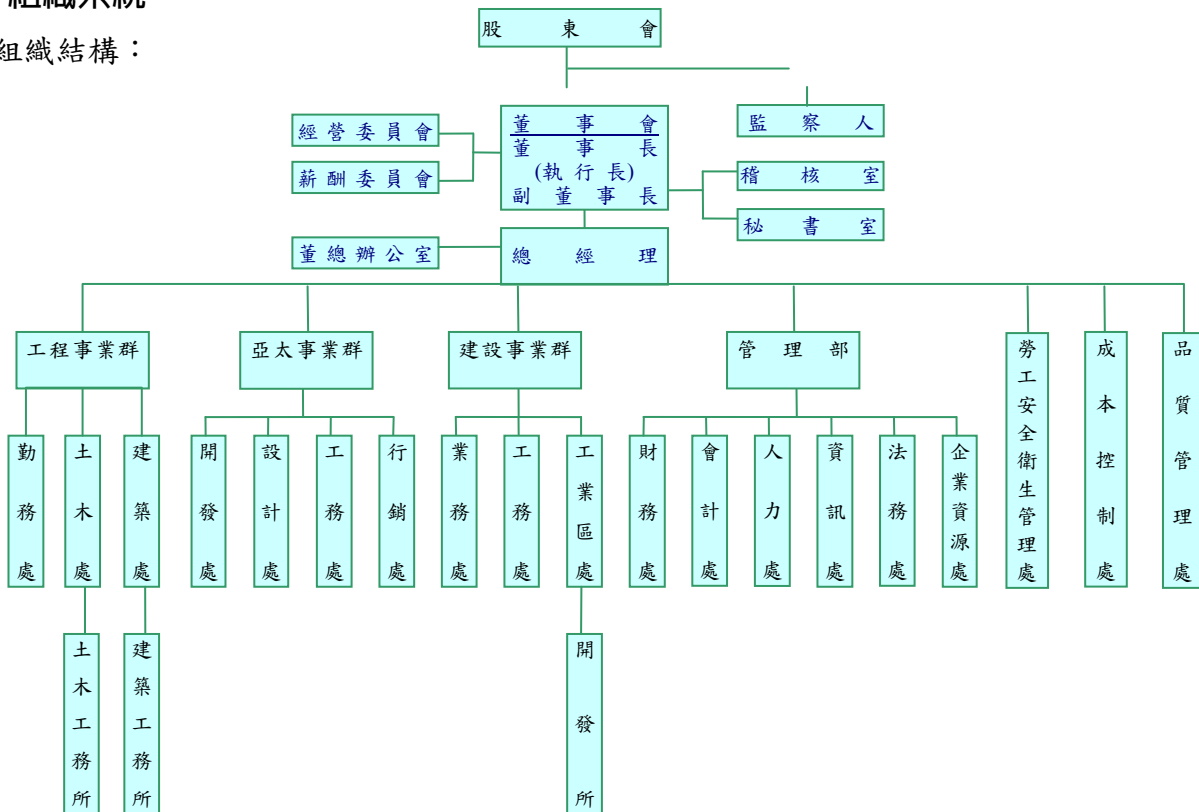 組織系統
組織結構：
股東會
監察人
經營委員會
薪酬委員會
董事會
董事長
(執行長)
副董事長
稽核室
秘書室
董總辦公室
總經理
工程事業群
亞太事業群
建設事業群
管理部
勞工安全衛生管理處
成本控制處
品質管理處
勤務處
土木處
建築處
開發處
設計處
工務處
行銷處
業務處
工務處
工業區處
財務處
會計處
人力處
資訊處
法務處
企業資源處
土木工務所
建築工務所
開發所